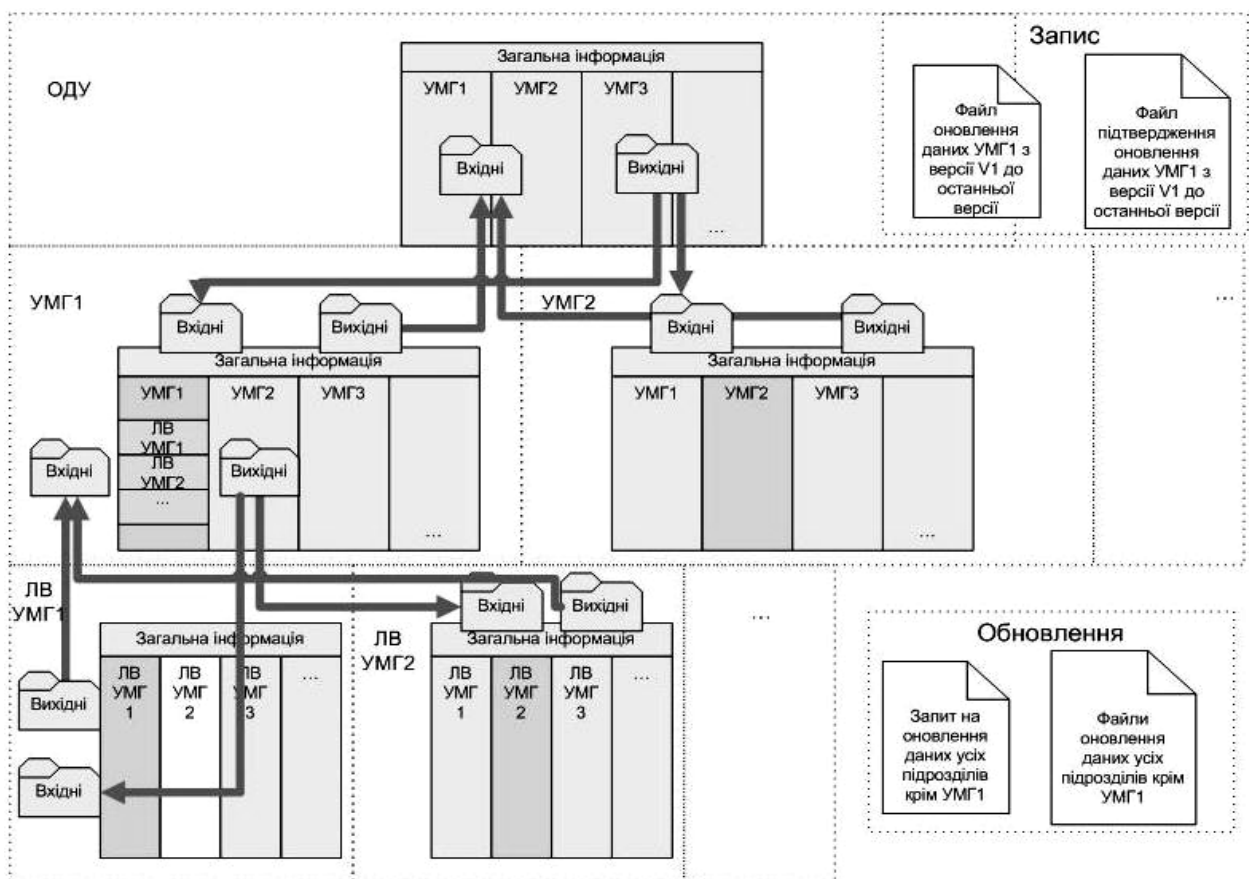 ОДУ
Загальна інформація
УМГ1
УМГ2
УМГ3
Вхідні
Вихідні
...
Запис
Файл
оновлення
даних УМГ1 з
версії V1 до
останньої
версії
Файл
підтвердження
оновлення
даних УМГ1 з
версії V1 до
останньої версії
УМГ1
Вхідні
Вихідні
Загальна інформація
УМГ1
УМГ2
УМГ3
ЛВ
УМГ1
ЛВ
УМГ2
...
Вхідні
Вихідні
...
УМГ2
Вхідні
Вихідні
Загальна інформація
УМГ1
УМГ2
УМГ3
...
...
ЛВ
УМГ1
Загальна інформація
ЛВ
УМГ
1
ЛВ
УМГ
2
ЛВ
УМГ
3
...
Вихідні
Вхідні
ЛВ
УМГ2
Вхідні
Вихідні
Загальна інформація
ЛВ
УМГ
1
ЛВ
УМГ
2
ЛВ
УМГ
3
...
...
Обновлення
Запит на
оновлення
даних усіх
підрозділів
крім УМГ1
Файли
оновлення
даних усіх
підрозділів крім
УМГ1